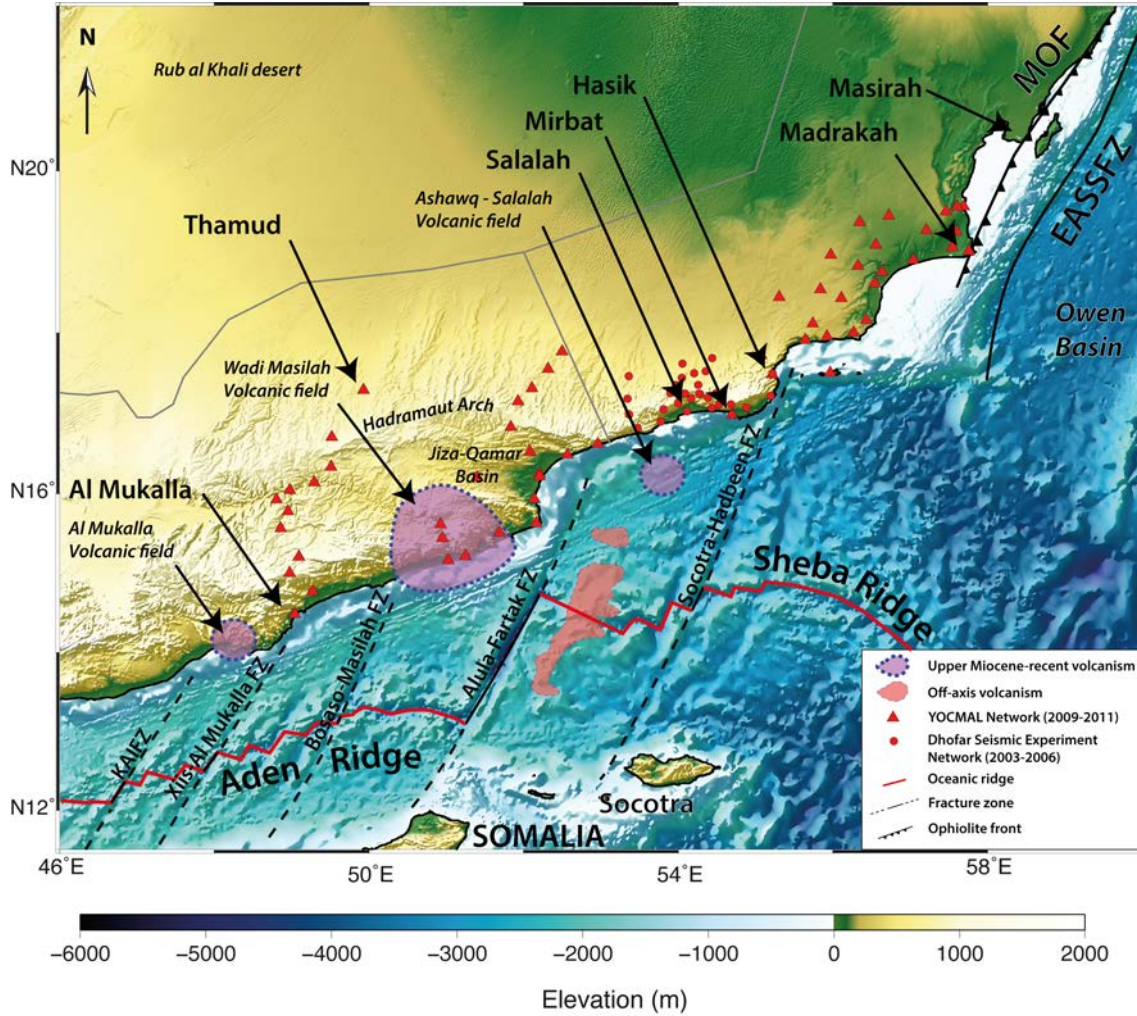 N
Rub al Khali desert
Hasik
Mirbat
Salalah
Ashawq - Salalah
Volcanic field
Masirah
Madrakah
MOF
EASSFZ
Owen
Basin
N20°
Thamud
Wadi Masilah
Volcanic field
Hadramaut Arch
Jiza-Qamar
Basin
N16°
Al Mukalla
Al Mukalla
Volcanic field
KAIFZ
Xlis Al Mukalla FZ
Bosaso-Masilah FZ
Alula-Fartak FZ
Socotra-Hadbeen FZ
Sheba Ridge
Aden Ridge
Socotra
SOMALIA
N12°
46°E
50°E
54°E
58°E
Upper Miocene-recent volcanism
Off-axis volcanism
YOCMAL Network (2009-2011)
Dhofar Seismic Experiment
Network (2003-2006)
Oceanic ridge
Fracture zone
Ophiolite front
−6000 −5000 −4000 −3000 −2000 −1000 0 1000 2000
Elevation (m)